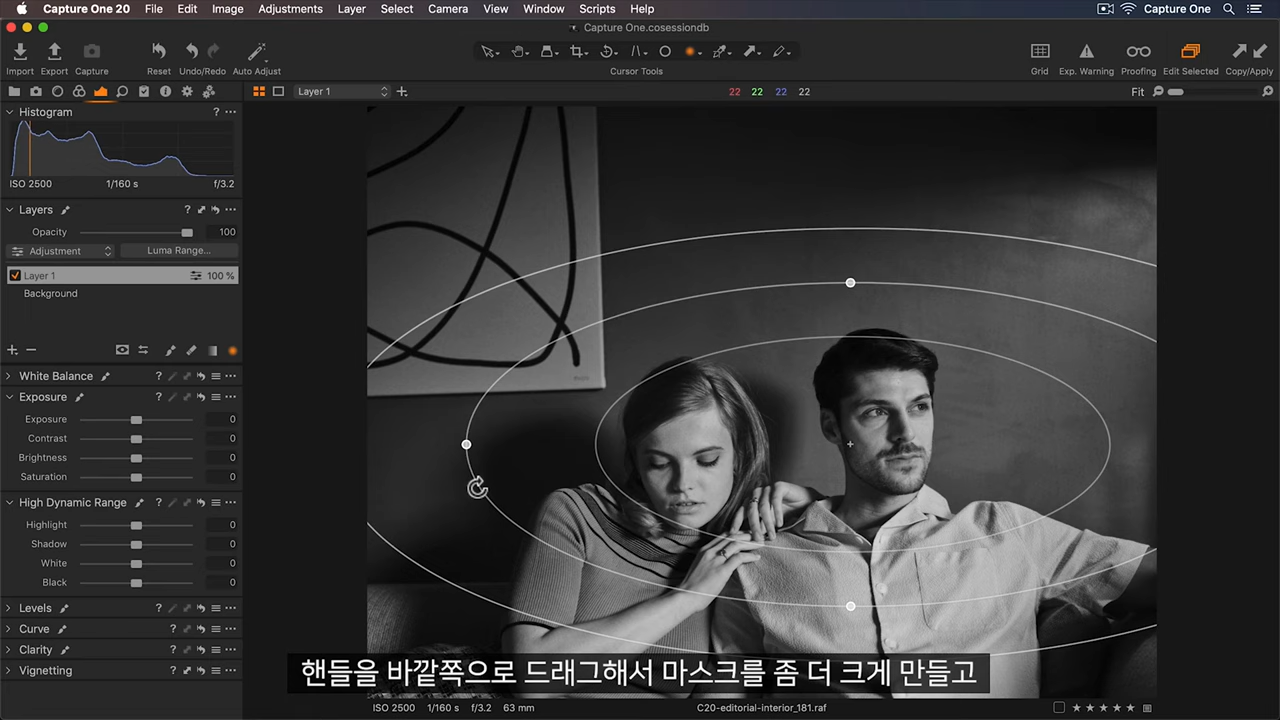 Capture One 20 File Edit Image Adjustments Layer Select Camera View Window Scripts Help Capture One
Capture One.cosessiondb
Import Export Capture Reset Undo/Redo Auto Adjust Cursor Tools Grid Exp. Warning Proofing Edit Selected Copy/Apply
Layer 1 22 22 22 22 Fit
Histogram ?
ISO 2500 1/160 s f/3.2
Layers ?
Opacity 100
Adjustment Luma Range...
Layer 1 100 %
Background
White Balance ?
Exposure ?
Exposure 0
Contrast 0
Brightness 0
Saturation 0
High Dynamic Range ?
Highlight 0
Shadow 0
White 0
Black 0
Levels ?
Curve ?
Clarity ?
Vignetting ?
핸들을 바깥쪽으로 드래그해서 마스크를 좀 더 크게 만들고
ISO 2500 1/160 s f/3.2 63 mm C20-editorial-interior_181.raf